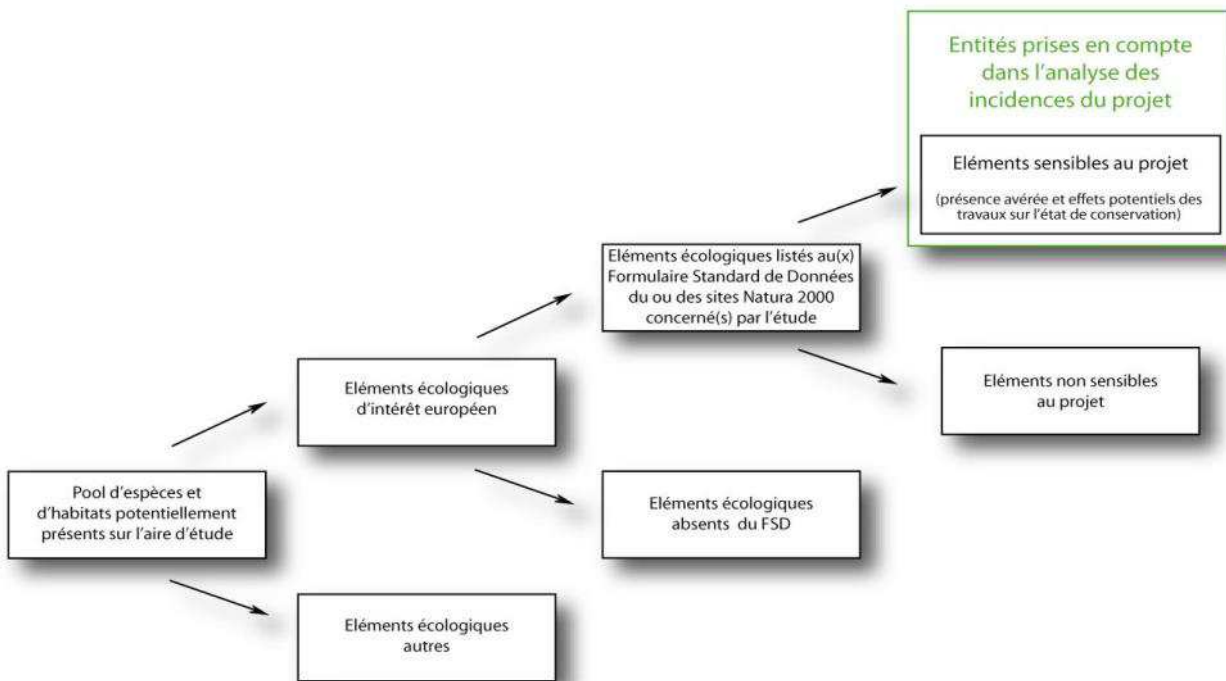 Entités prises en compte
dans l'analyse des
incidences du projet
Eléments sensibles au projet
(présence avérée et effets potentiels des
travaux sur l'état de conservation)
Eléments écologiques listés au(x)
Formulaire Standard de Données
du ou des sites Natura 2000
concerné(s) par l'étude
Eléments non sensibles
au projet
Eléments écologiques
d'intérêt européen
Pool d'espèces et
d'habitats potentiellement
présents sur l'aire d'étude
Eléments écologiques
absents du FSD
Eléments écologiques
autres